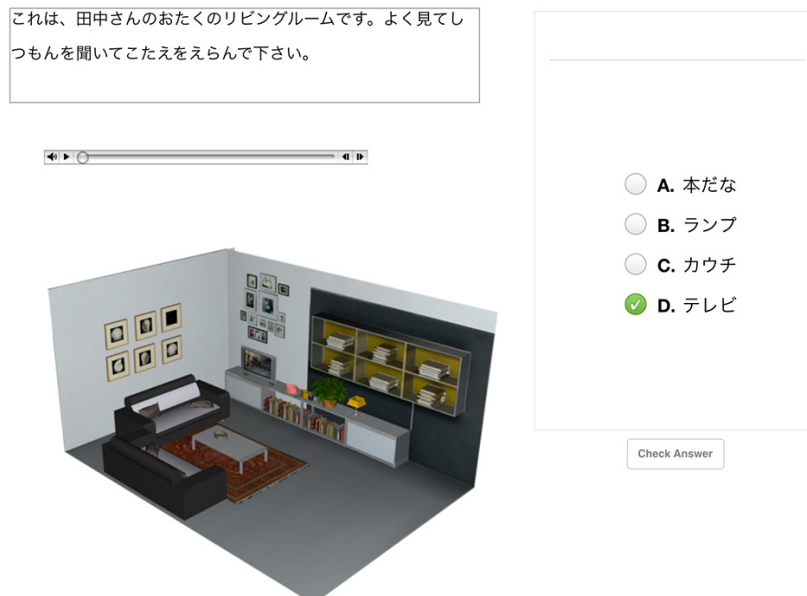 これは、田中さんのおたくのリビングルームです。よく見てし
つもんを聞いてこたえをえらんで下さい。
A. 本だな
B. ランプ
C. カウチ
D. テレビ
Check Answer